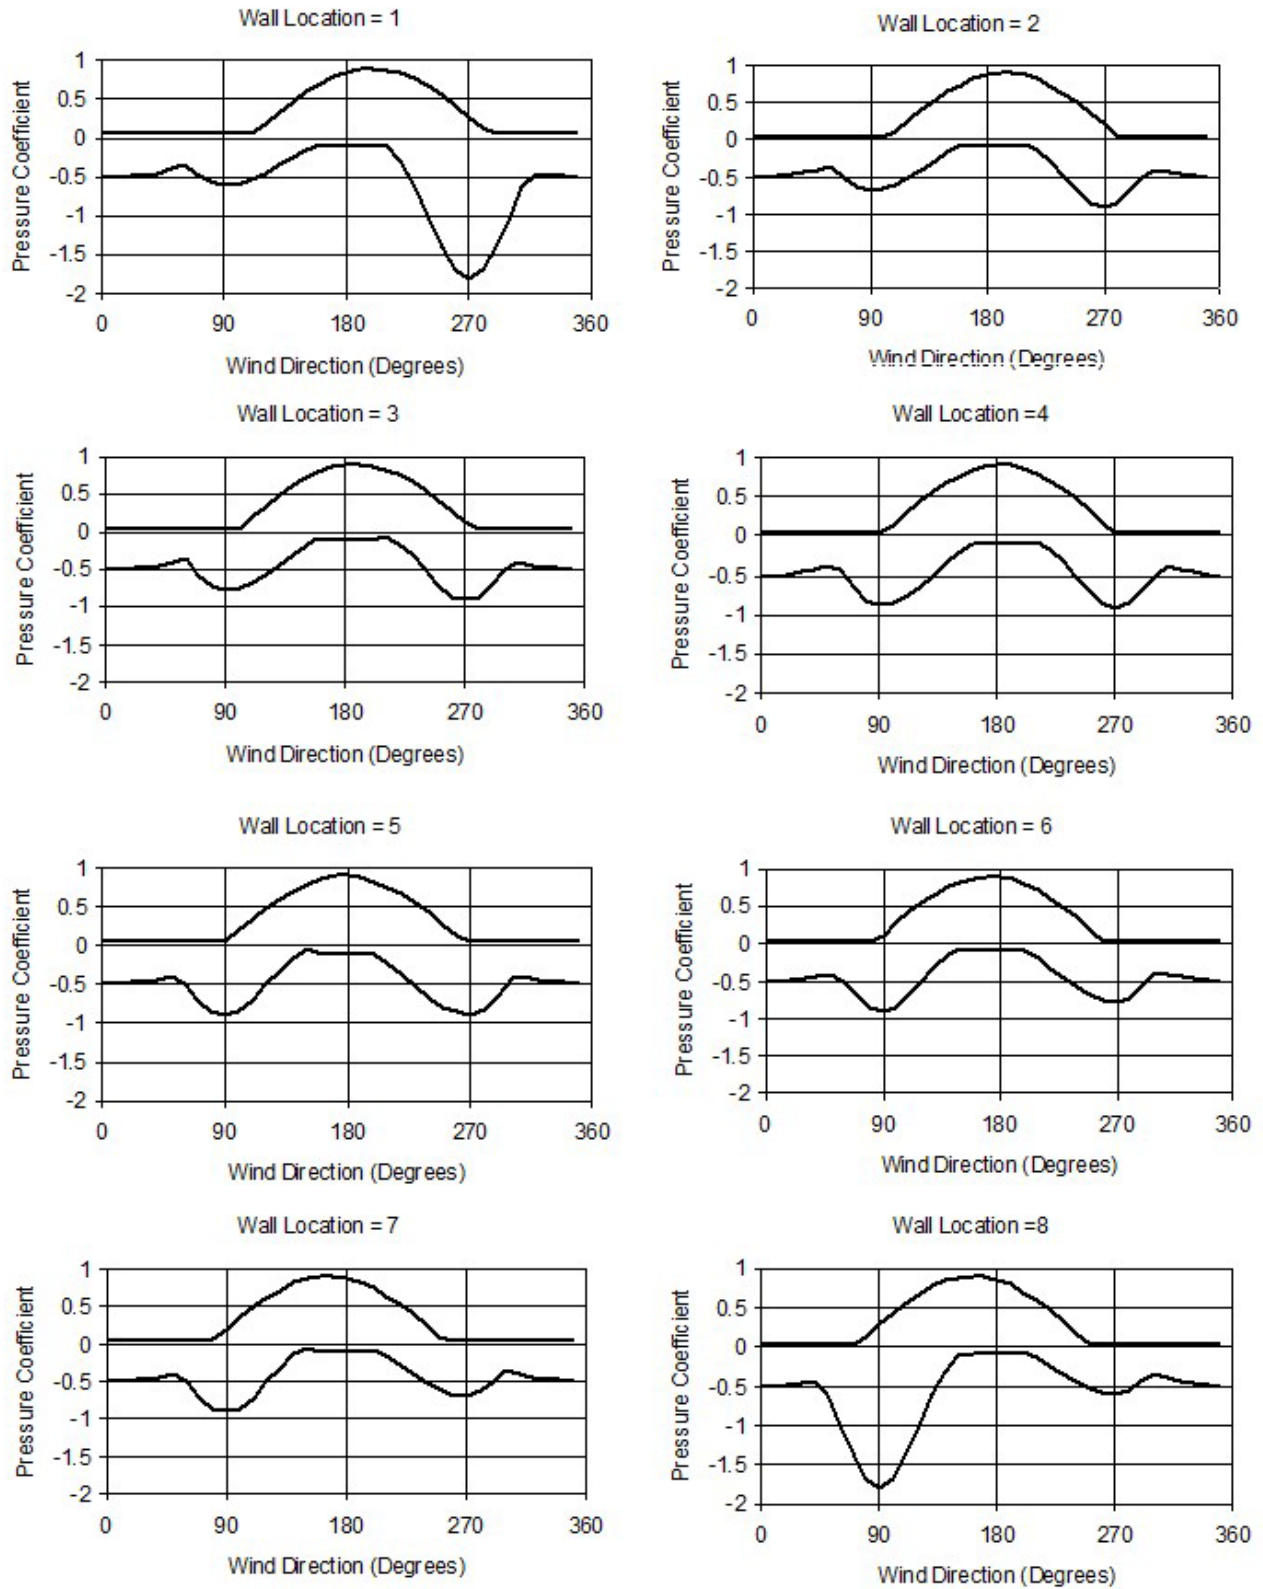 Wall Location = 1
Pressure Coefficient
1
0.5
0
-0.5
-1
-1.5
-2
0 90 180 270 360
Wind Direction (Degrees)
Wall Location = 2
Pressure Coefficient
1
0.5
0
-0.5
-1
-1.5
-2
0 90 180 270 360
Wind Direction (Degrees)
Wall Location = 3
Pressure Coefficient
1
0.5
0
-0.5
-1
-1.5
-2
0 90 180 270 360
Wind Direction (Degrees)
Wall Location =4
Pressure Coefficient
1
0.5
0
-0.5
-1
-1.5
-2
0 90 180 270 360
Wind Direction (Degrees)
Wall Location = 5
Pressure Coefficient
1
0.5
0
-0.5
-1
-1.5
-2
0 90 180 270 360
Wind Direction (Degrees)
Wall Location = 6
Pressure Coefficient
1
0.5
0
-0.5
-1
-1.5
-2
0 90 180 270 360
Wind Direction (Degrees)
Wall Location = 7
Pressure Coefficient
1
0.5
0
-0.5
-1
-1.5
-2
0 90 180 270 360
Wind Direction (Degrees)
Wall Location =8
Pressure Coefficient
1
0.5
0
-0.5
-1
-1.5
-2
0 90 180 270 360
Wind Direction (Degrees)